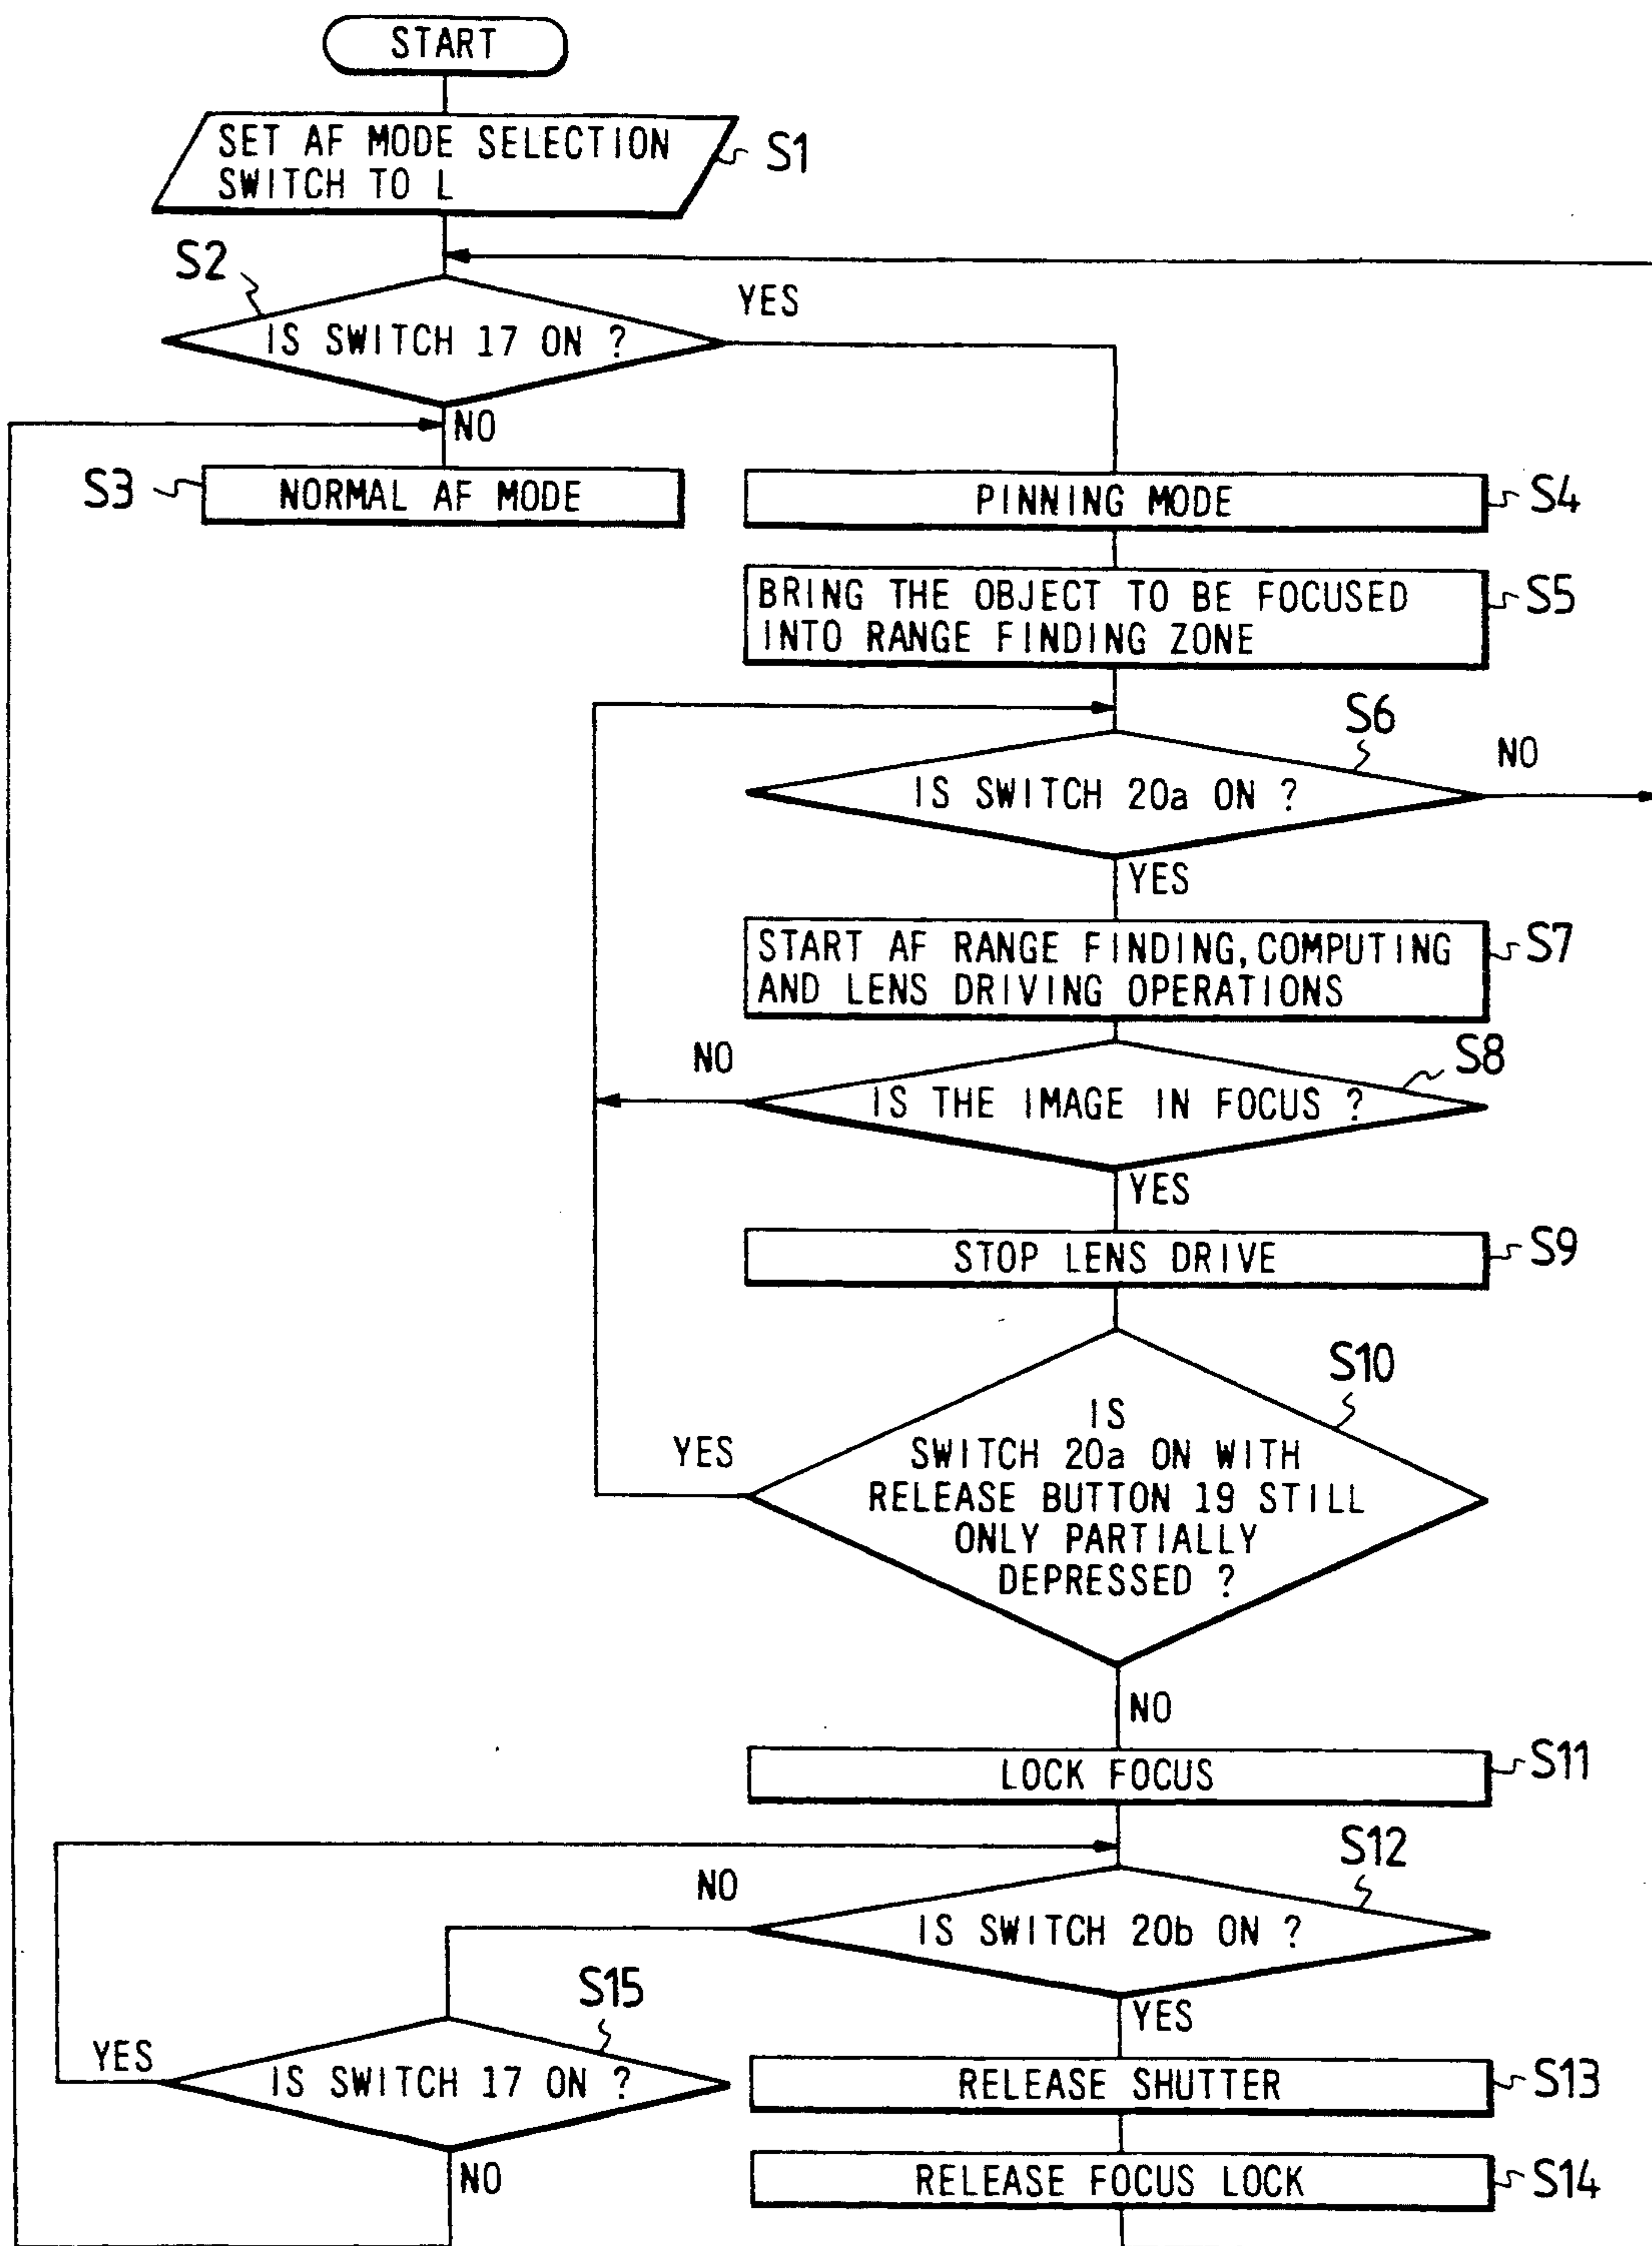 START
SET AF MODE SELECTION
SWITCH TO L
S1
S2
IS SWITCH 17 ON ?
YES
NO
S3
NORMAL AF MODE
PINNING MODE
S4
BRING THE OBJECT TO BE FOCUSED
INTO RANGE FINDING ZONE
S5
S6
IS SWITCH 20a ON ?
NO
YES
START AF RANGE FINDING, COMPUTING
AND LENS DRIVING OPERATIONS
S7
NO
S8
IS THE IMAGE IN FOCUS ?
YES
STOP LENS DRIVE
S9
S10
YES
IS
SWITCH 20a ON WITH
RELEASE BUTTON 19 STILL
ONLY PARTIALLY
DEPRESSED ?
NO
LOCK FOCUS
S11
S12
NO
IS SWITCH 20b ON ?
YES
S15
YES
IS SWITCH 17 ON ?
NO
RELEASE SHUTTER
S13
RELEASE FOCUS LOCK
S14